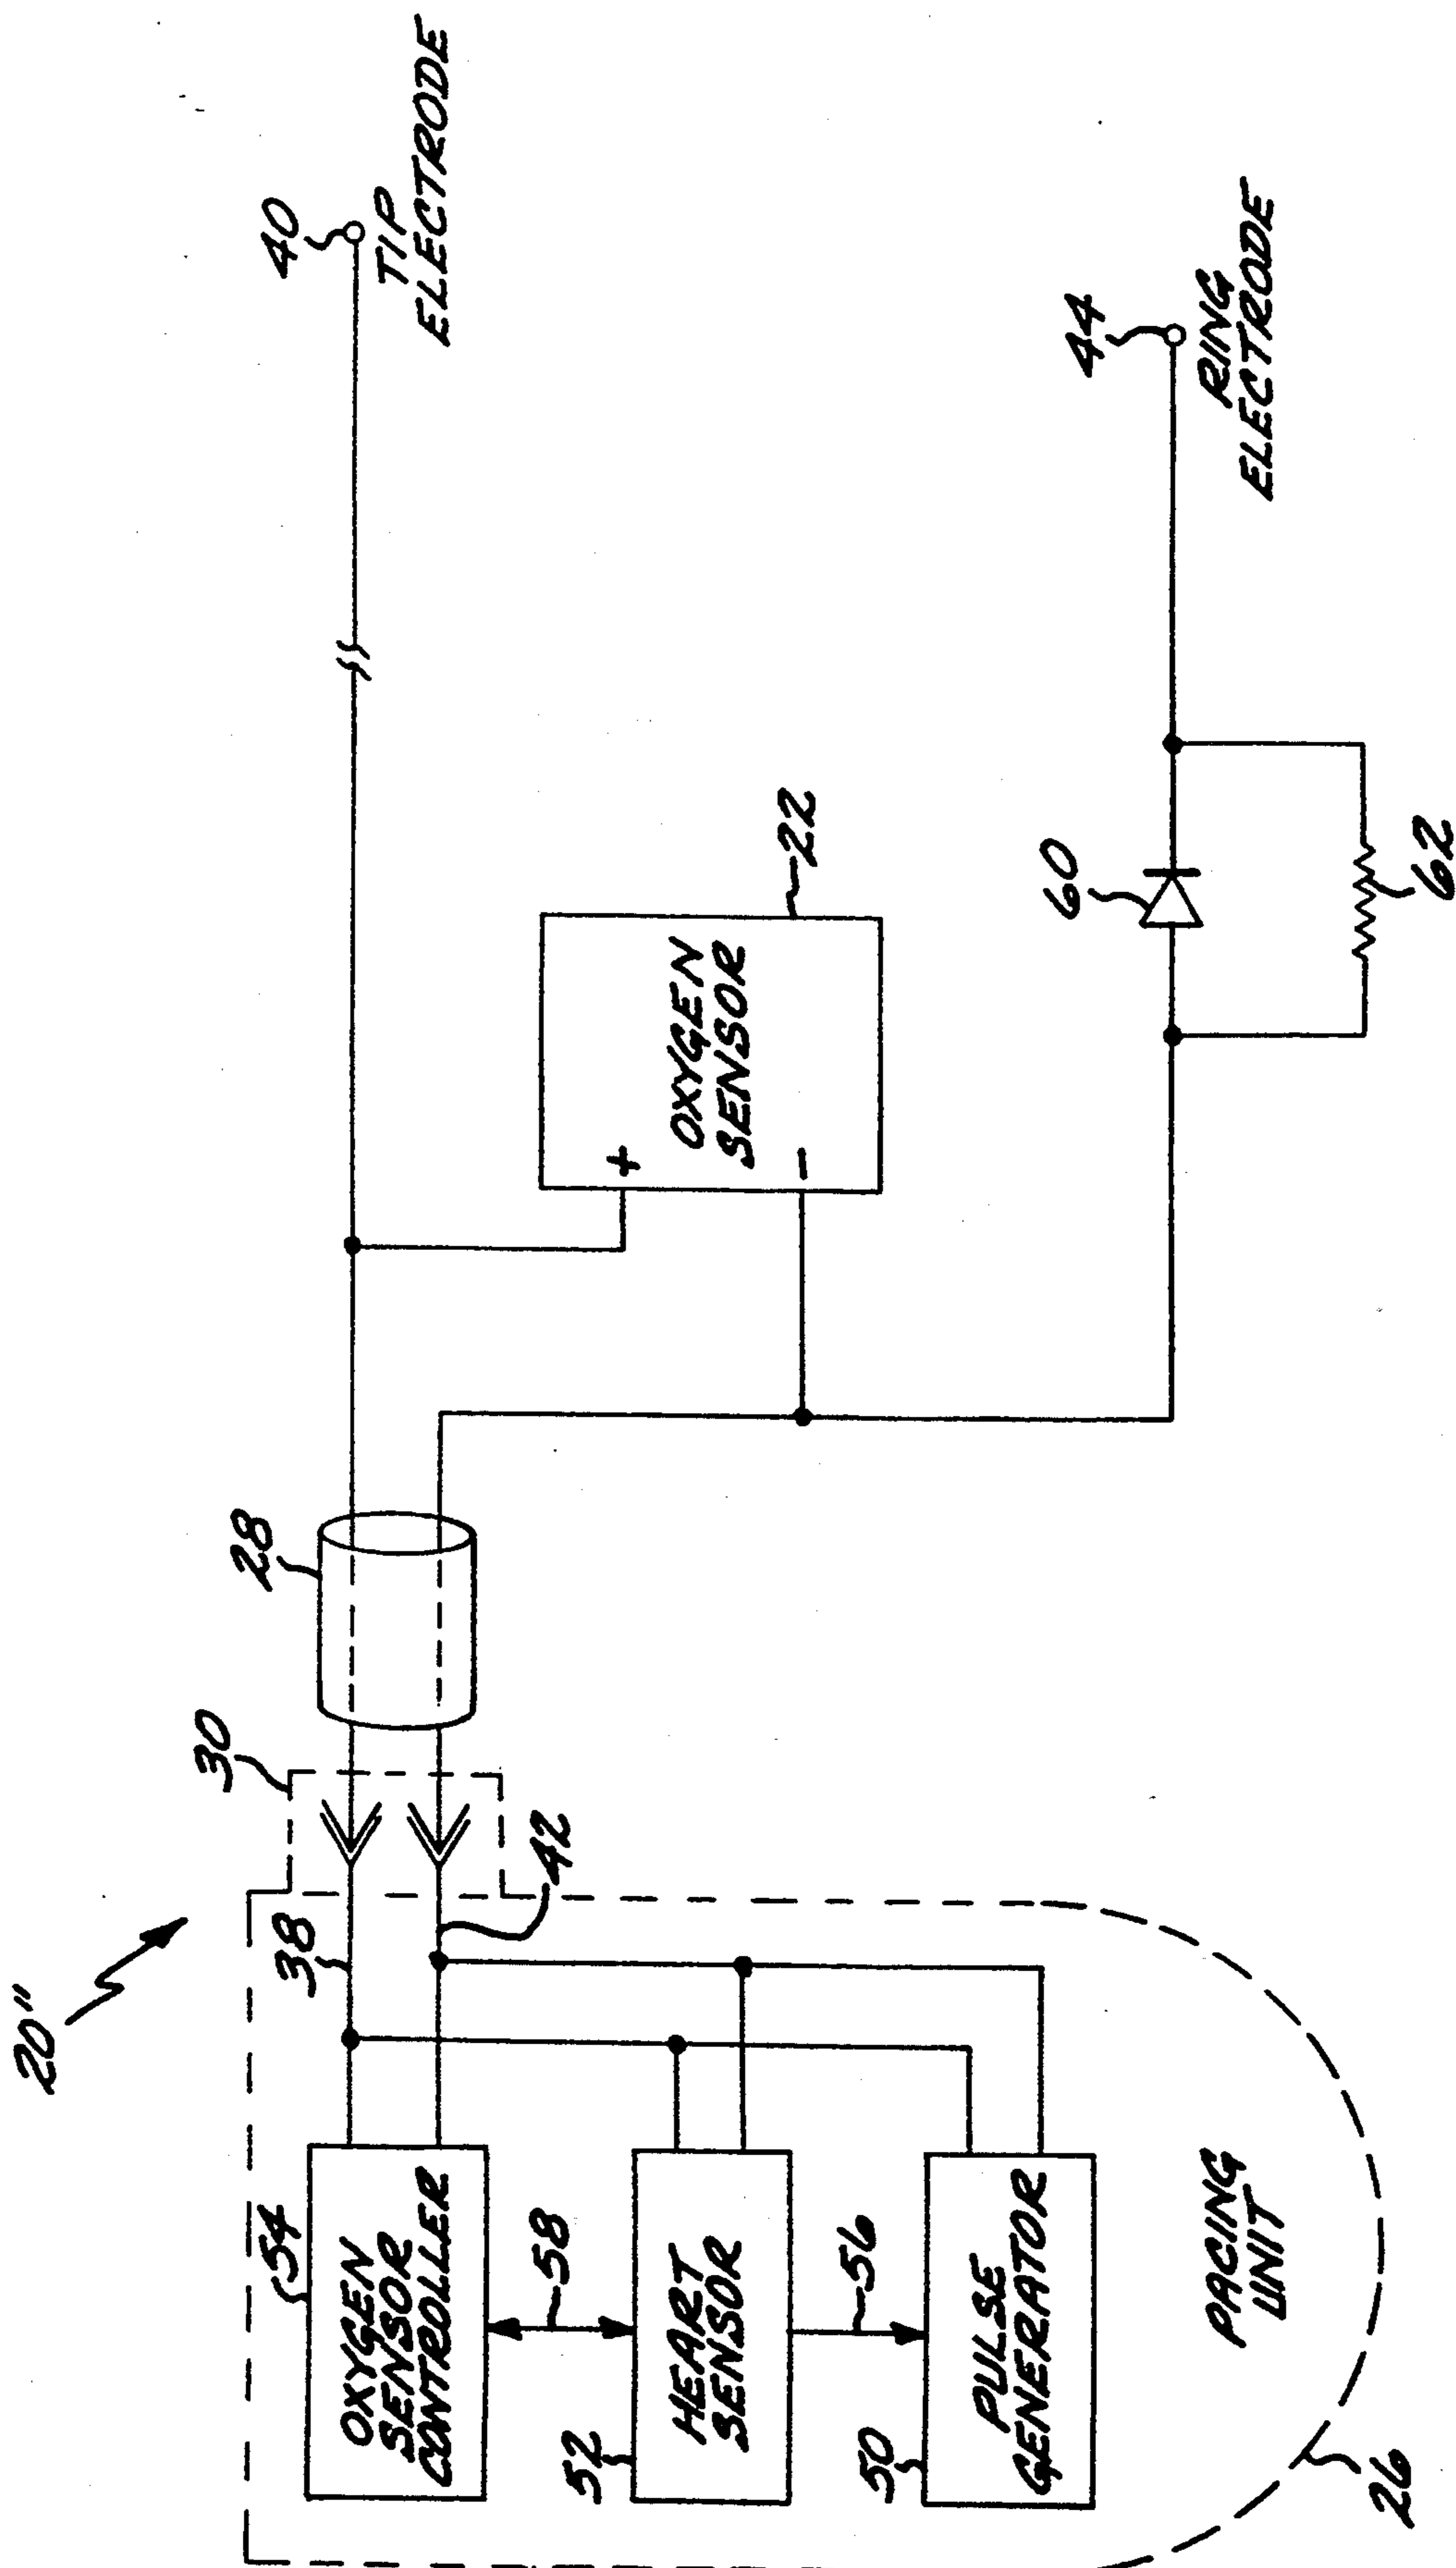 20"
54
OXYGEN
SENSOR
CONTROLLER
38
30
28
40
TIP
ELECTRODE
42
58
52
HEART
SENSOR
56
50
PULSE
GENERATOR
PACING
UNIT
26
+
-
OXYGEN
SENSOR
22
60
62
44
RING
ELECTRODE